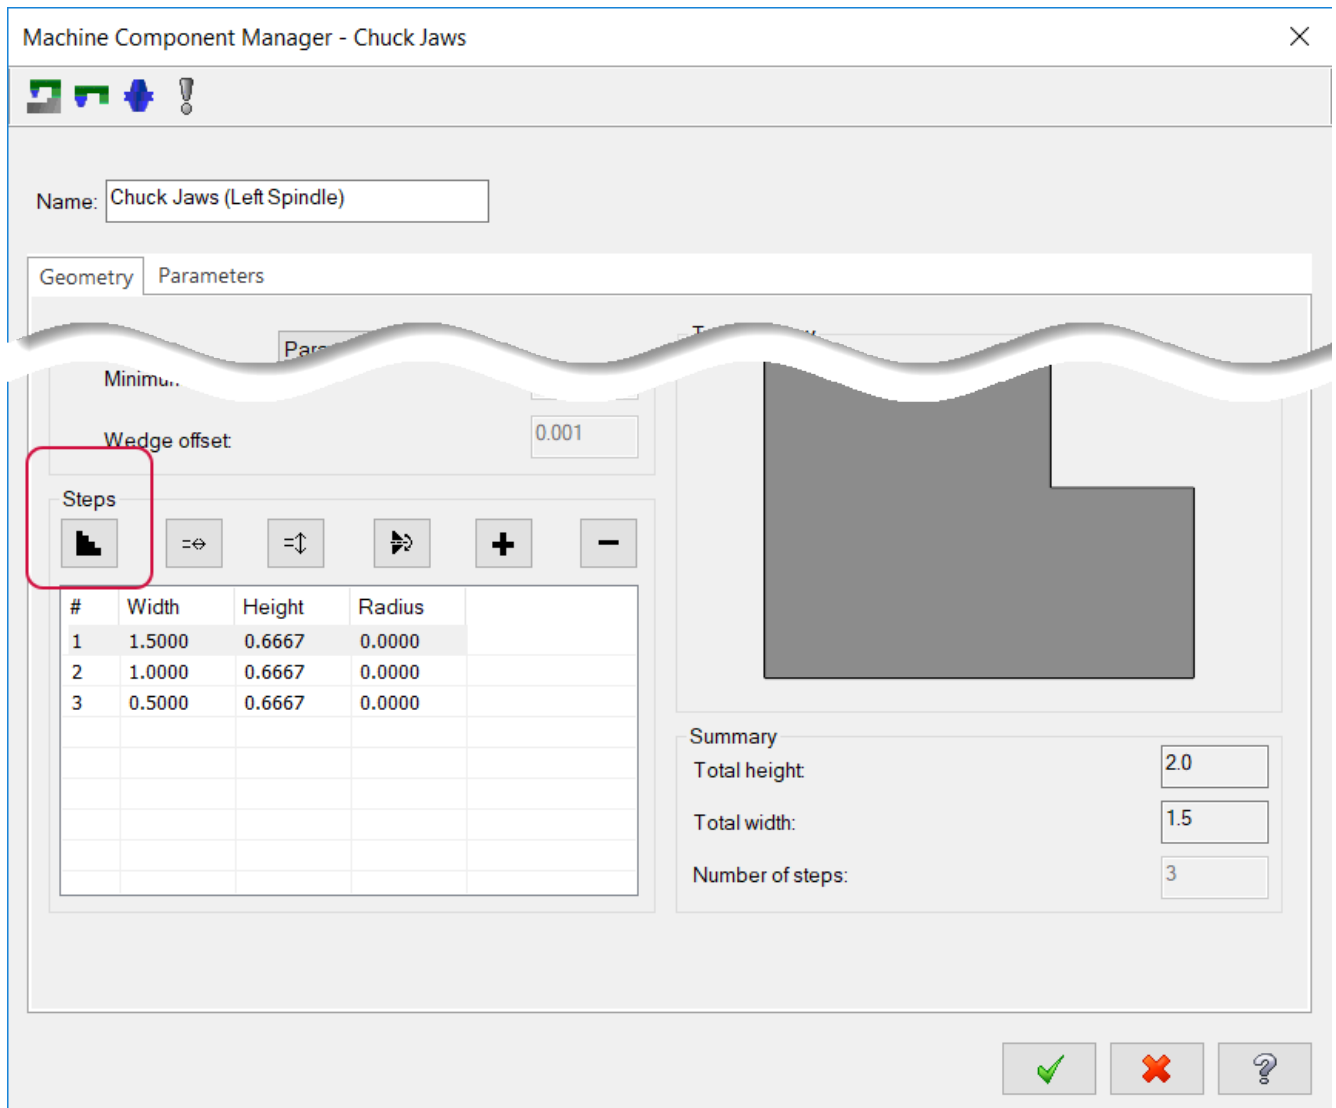 Machine Component Manager - Chuck Jaws
Name: Chuck Jaws (Left Spindle)
Geometry Parameters
Wedge offset: 0.001
Steps
# Width Height Radius
1 1.5000 0.6667 0.0000
2 1.0000 0.6667 0.0000
3 0.5000 0.6667 0.0000
Summary
Total height: 2.0
Total width: 1.5
Number of steps: 3